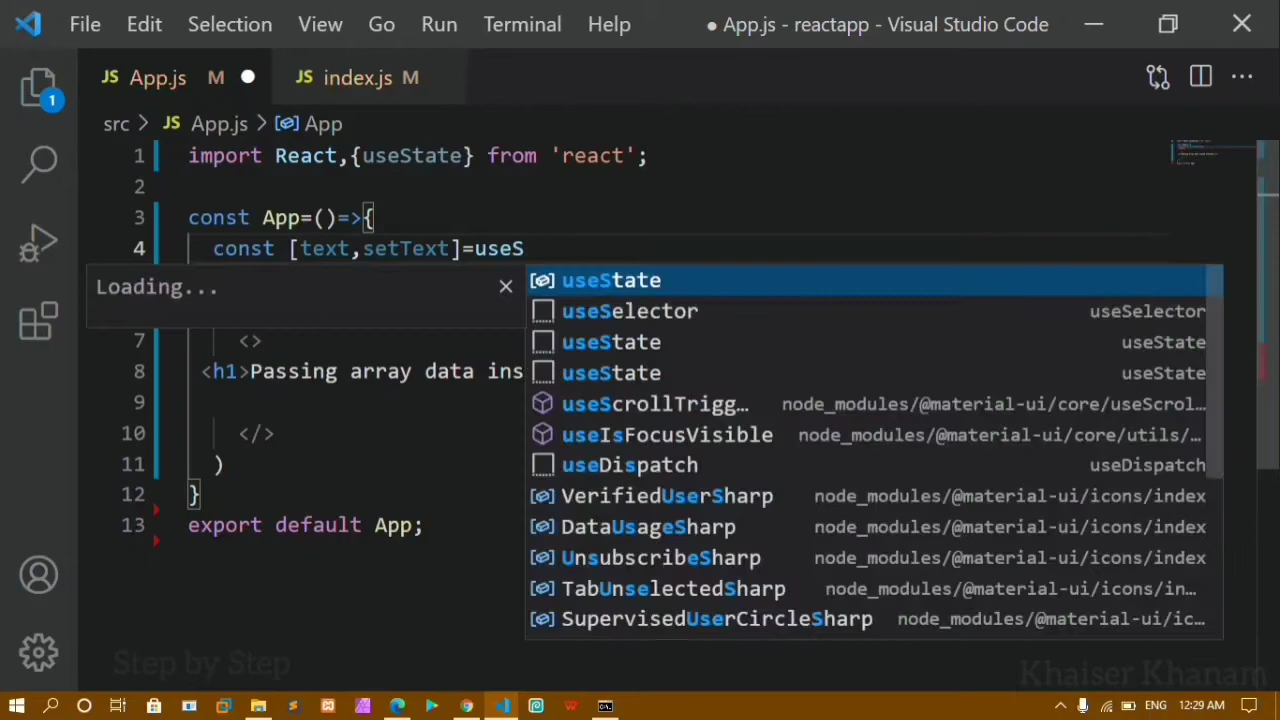 File Edit Selection View Go Run Terminal Help ● App.js - reactapp - Visual Studio Code
JS App.js M ● JS index.js M
1
src > JS App.js > App
1 import React,{useState} from 'react';
2
3 const App=()=>{
4 const [text,setText]=useS
Loading...
useState
useSelector useSelector
useState useState
7 <>
useState useState
8 <h1>Passing array data ins
9
useScrollTrigg… node_modules/@material-ui/core/useScrol…
10 </>
useIsFocusVisible node_modules/@material-ui/core/utils/…
11 )
useDispatch useDispatch
12 }
VerifiedUserSharp node_modules/@material-ui/icons/index
13 export default App;
DataUsageSharp node_modules/@material-ui/icons/index
UnsubscribeSharp node_modules/@material-ui/icons/index
TabUnselectedSharp node_modules/@material-ui/icons/in…
SupervisedUserCircleSharp node_modules/@material-ui/ic…
Step by Step
Khaiser Khanam
ENG 12:29 AM